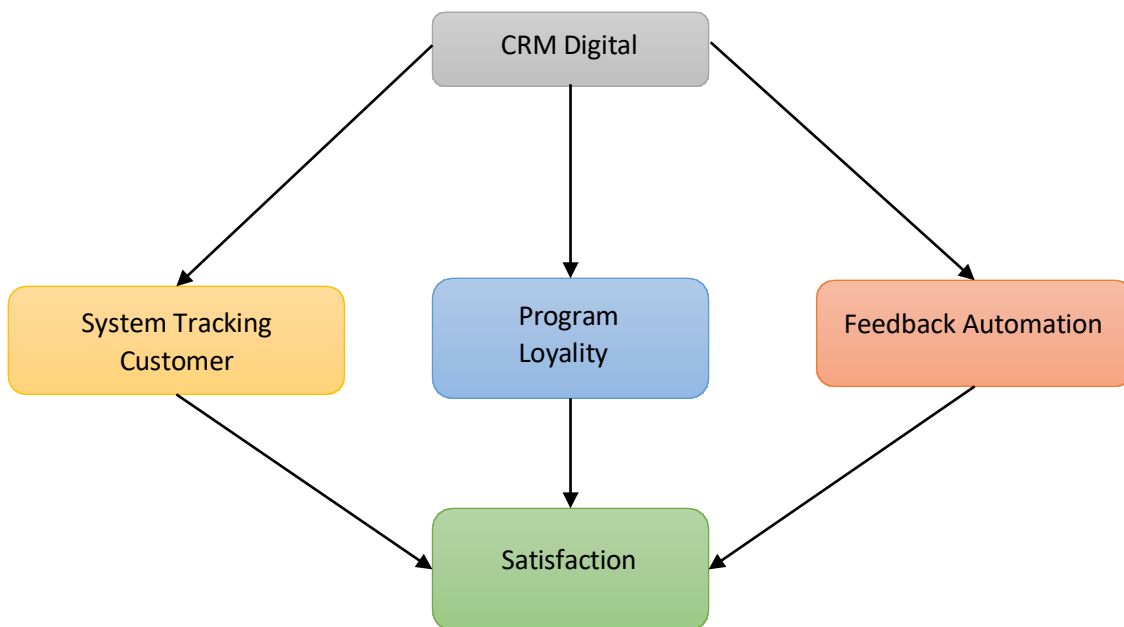 CRM Digital
System Tracking
Customer
Program
Loyality
Feedback Automation
Satisfaction